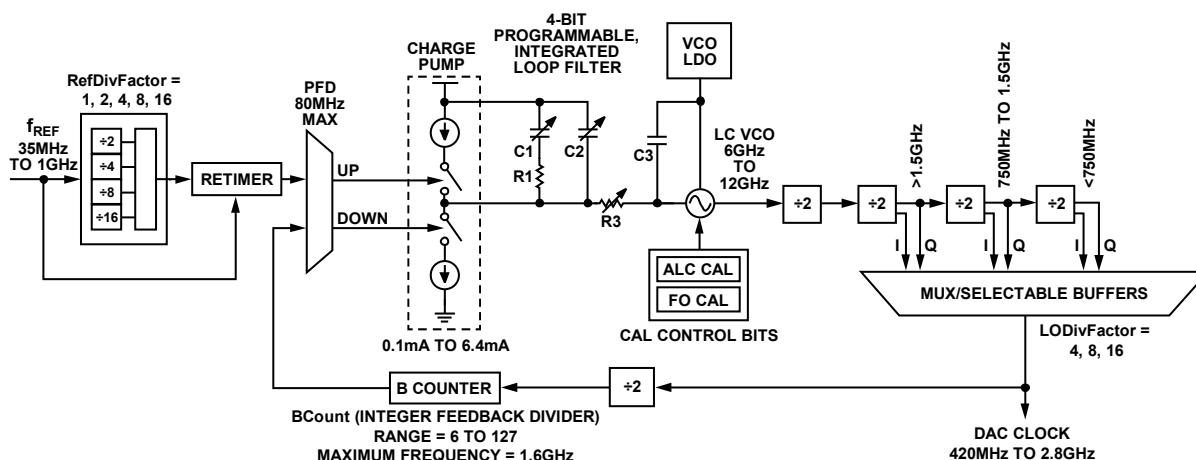 4-BIT
PROGRAMMABLE,
INTEGRATED
LOOP FILTER
VCO
LDO
CHARGE
PUMP
RefDivFactor =
1, 2, 4, 8, 16
PFD
80MHz
MAX
fREF
35MHz
TO 1GHz
÷2
÷4
÷8
÷16
RETIMER
UP
DOWN
C1
R1
C2
R3
C3
LC VCO
6GHz
TO
12GHz
÷2
÷2
÷2
÷2
>1.5GHz
750MHz TO 1.5GHz
<750MHz
I
Q
I
Q
I
Q
ALC CAL
FO CAL
CAL CONTROL BITS
MUX/SELECTABLE BUFFERS
LODivFactor =
4, 8, 16
0.1mA TO 6.4mA
B COUNTER
÷2
BCount (INTEGER FEEDBACK DIVIDER)
RANGE = 6 TO 127
MAXIMUM FREQUENCY = 1.6GHz
DAC CLOCK
420MHz TO 2.8GHz